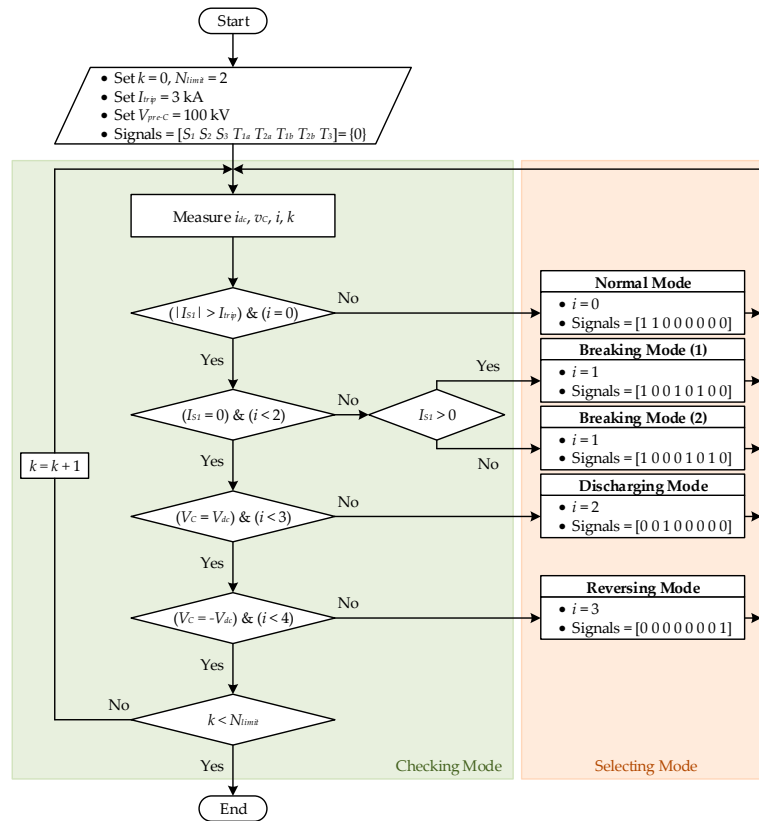 Start
• Set k = 0, Nlimit = 2
• Set Itrip = 3 kA
• Set Vpre-C = 100 kV
• Signals = [S1 S2 S3 T1a T2a T1b T2b T3]= {0}
Measure idc, vC, i, k
(|IS1| > Itrip) & (i = 0)
No
Normal Mode
• i = 0
• Signals = [1 1 0 0 0 0 0 0]
Yes
Yes
Breaking Mode (1)
• i = 1
• Signals = [1 0 0 1 0 1 0 0]
(IS1 = 0) & (i < 2)
No
IS1 > 0
Breaking Mode (2)
• i = 1
• Signals = [1 0 0 0 1 0 1 0]
No
Yes
k = k + 1
Discharging Mode
• i = 2
• Signals = [0 0 1 0 0 0 0 0]
(VC = Vdc) & (i < 3)
No
Yes
Reversing Mode
• i = 3
• Signals = [0 0 0 0 0 0 0 1]
(VC = -Vdc) & (i < 4)
No
Yes
No
k < Nlimit
Yes
Checking Mode
Selecting Mode
End